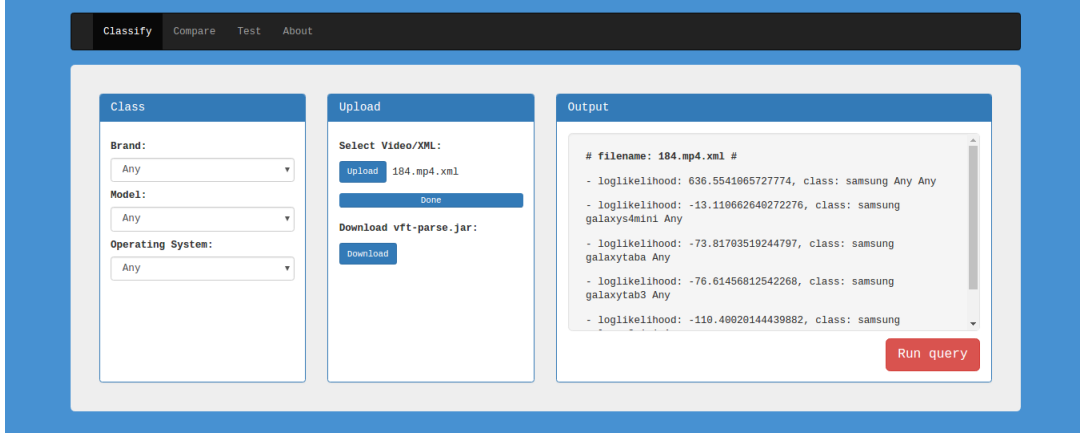 Classify Compare Test About
Class
Brand:
Any
Model:
Any
Operating System:
Any
Upload
Select Video/XML:
Upload 184.mp4.xml
Done
Download vft-parse.jar:
Download
Output
# filename: 184.mp4.xml #
- loglikelihood: 636.5541065727774, class: samsung Any Any
- loglikelihood: -13.110662640272276, class: samsung
galaxys4mini Any
- loglikelihood: -73.81703519244797, class: samsung
galaxytaba Any
- loglikelihood: -76.61456812542268, class: samsung
galaxytab3 Any
- loglikelihood: -110.40020144439882, class: samsung
Run query